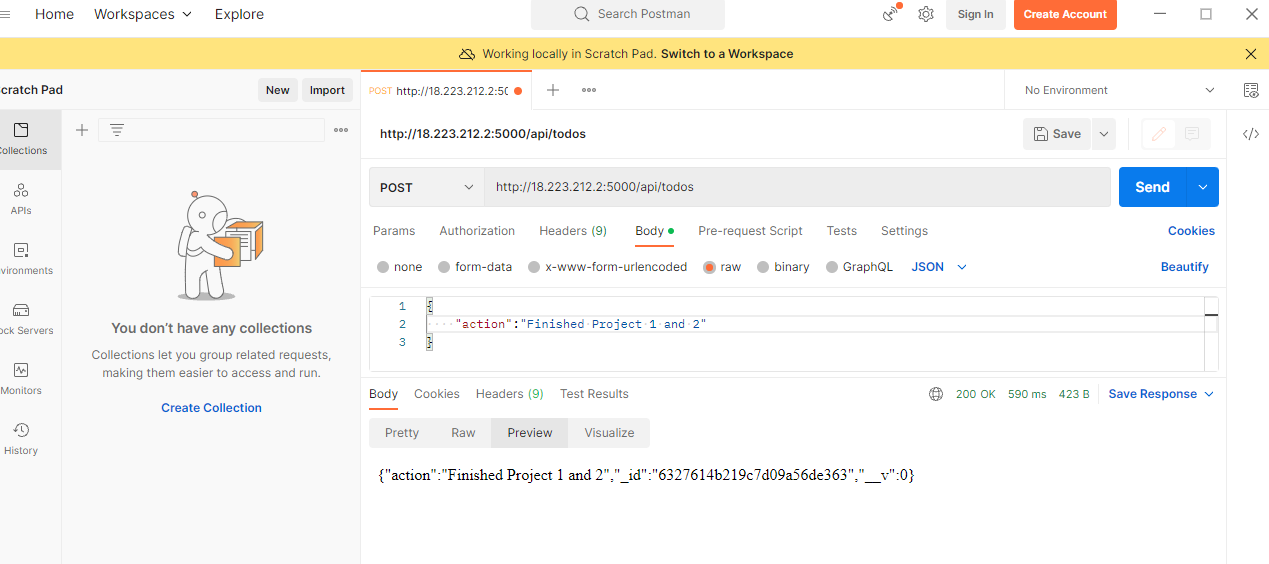 Home Workspaces Explore Search Postman Sign In Create Account
Working locally in Scratch Pad. Switch to a Workspace
cratch Pad New Import POST http://18.223.212.2:50 No Environment
http://18.223.212.2:5000/api/todos Save
ollections
POST http://18.223.212.2:5000/api/todos Send
APIs
Params Authorization Headers (9) Body Pre-request Script Tests Settings Cookies
none form-data x-www-form-urlencoded raw binary GraphQL JSON Beautify
vironments
1 {
2 "action":"Finished Project 1 and 2"
3 }
ock Servers
You don’t have any collections
Collections let you group related requests,
making them easier to access and run.
Monitors
Create Collection
Body Cookies Headers (9) Test Results 200 OK 590 ms 423 B Save Response
Pretty Raw Preview Visualize
History
{"action":"Finished Project 1 and 2","_id":"6327614b219c7d09a56de363","__v":0}